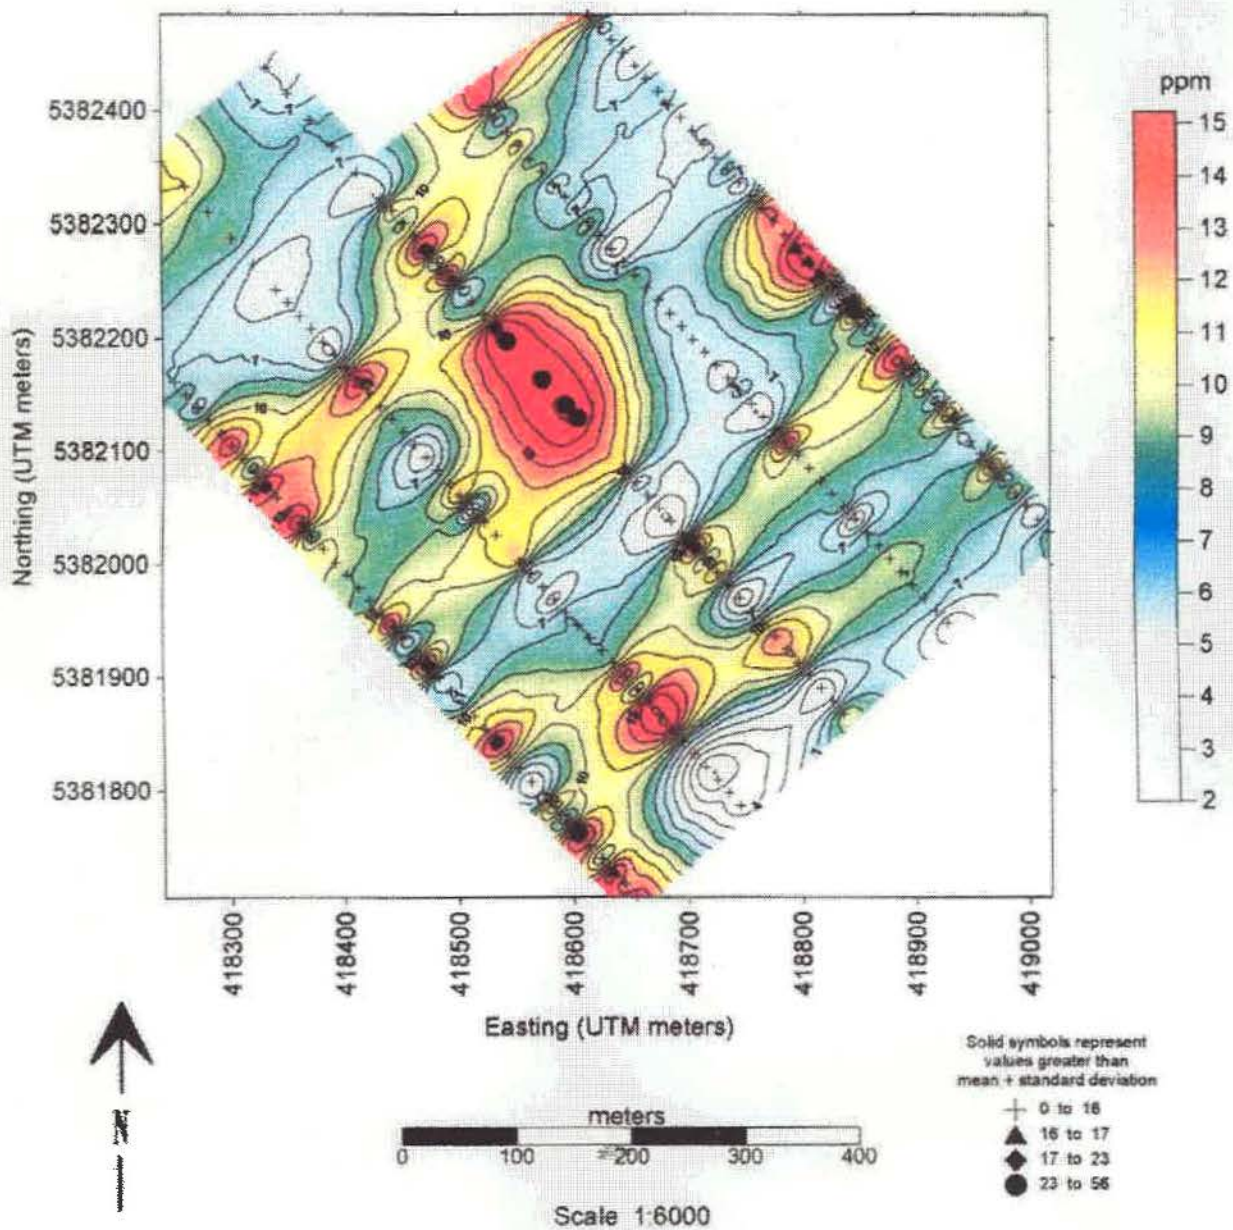 ppm
15
14
13
12
11
10
9
8
7
6
5
4
3
2
5382400
5382300
5382200
5382100
5382000
5381900
5381800
Northing (UTM meters)
418300
418400
418500
418600
418700
418800
418900
419000
Easting (UTM meters)
N
meters
0 100 200 300 400
Scale 1:6000
Solid symbols represent
values greater than
mean + standard deviation
0 to 16
16 to 17
17 to 23
23 to 56